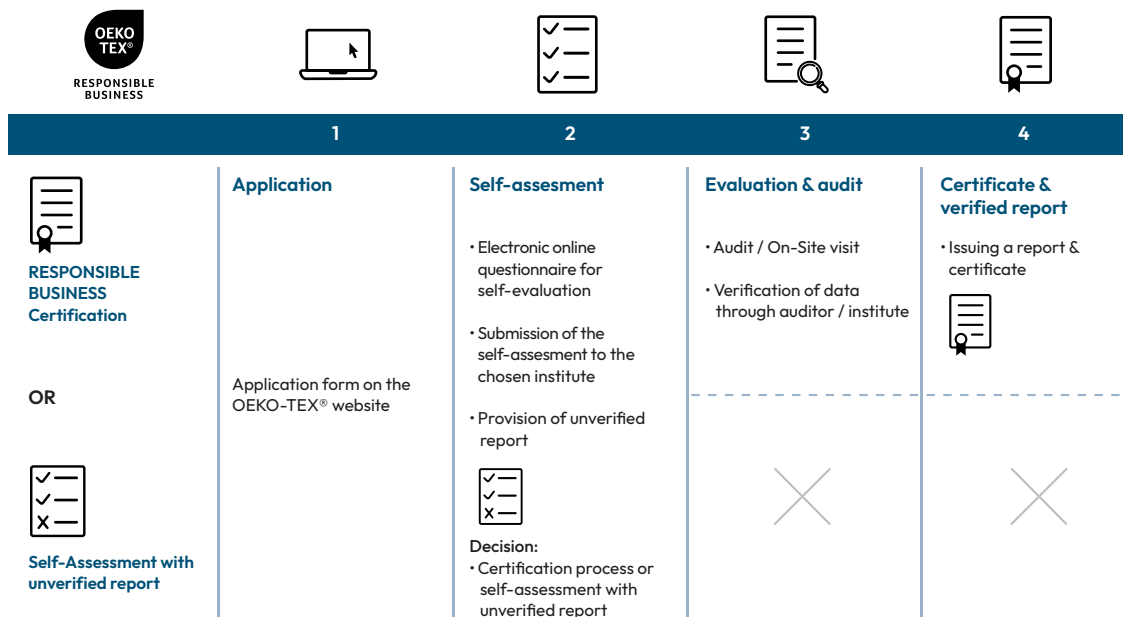 OEKO
TEX®
RESPONSIBLE
BUSINESS
1
2
3
4
RESPONSIBLE
BUSINESS
Certification
OR
Self-Assessment with
unverified report
Application
Application form on the
OEKO-TEX® website
Self-assesment
• Electronic online
questionnaire for
self-evaluation
• Submission of the
self-assesment to the
chosen institute
• Provision of unverified
report
Decision:
• Certification process or
self-assessment with
unverified report
Evaluation & audit
• Audit / On-Site visit
• Verification of data
through auditor / institute
Certificate &
verified report
• Issuing a report &
certificate